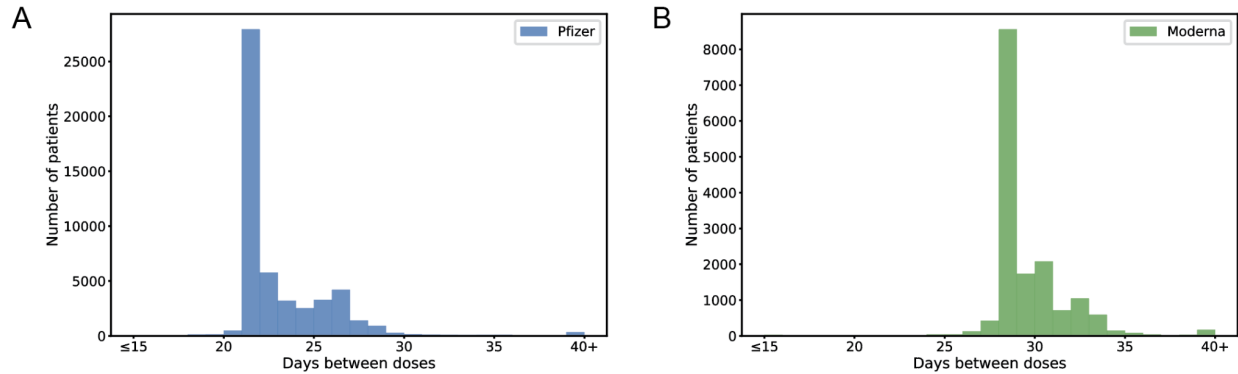 A
Pfizer
Number of patients
25000
20000
15000
10000
5000
0
≤15 20 25 30 35 40+
Days between doses
B
Moderna
Number of patients
8000
7000
6000
5000
4000
3000
2000
1000
0
≤15 20 25 30 35 40+
Days between doses